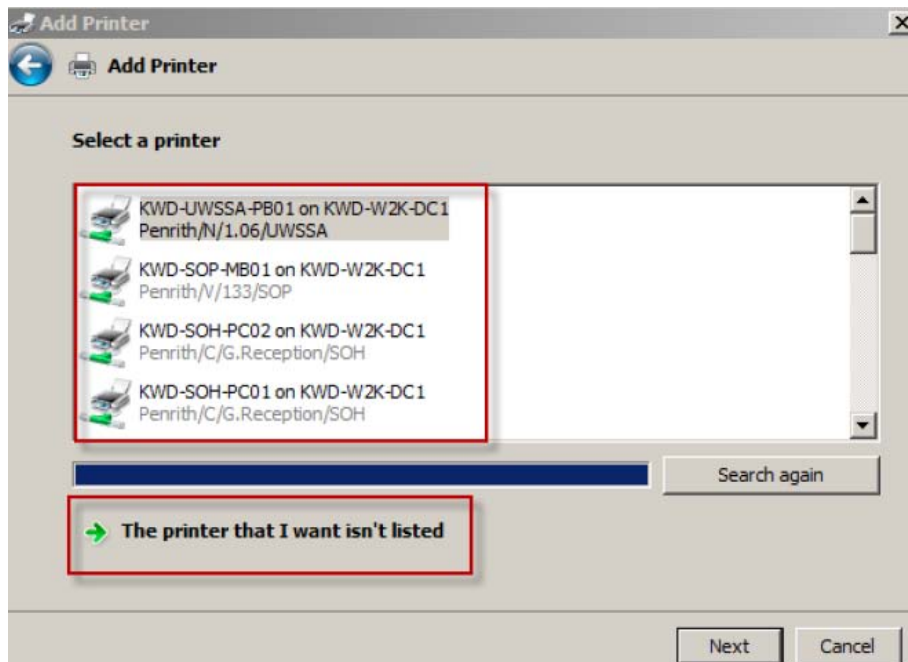 Add Printer
Add Printer
Select a printer
KWD-UWSSA-PB01 on KWD-W2K-DC1
Penrith/N/1.06/UWSSA
KWD-SOP-MB01 on KWD-W2K-DC1
Penrith/V/133/SOP
KWD-SOH-PC02 on KWD-W2K-DC1
Penrith/C/G.Reception/SOH
KWD-SOH-PC01 on KWD-W2K-DC1
Penrith/C/G.Reception/SOH
Search again
The printer that I want isn't listed
Next
Cancel